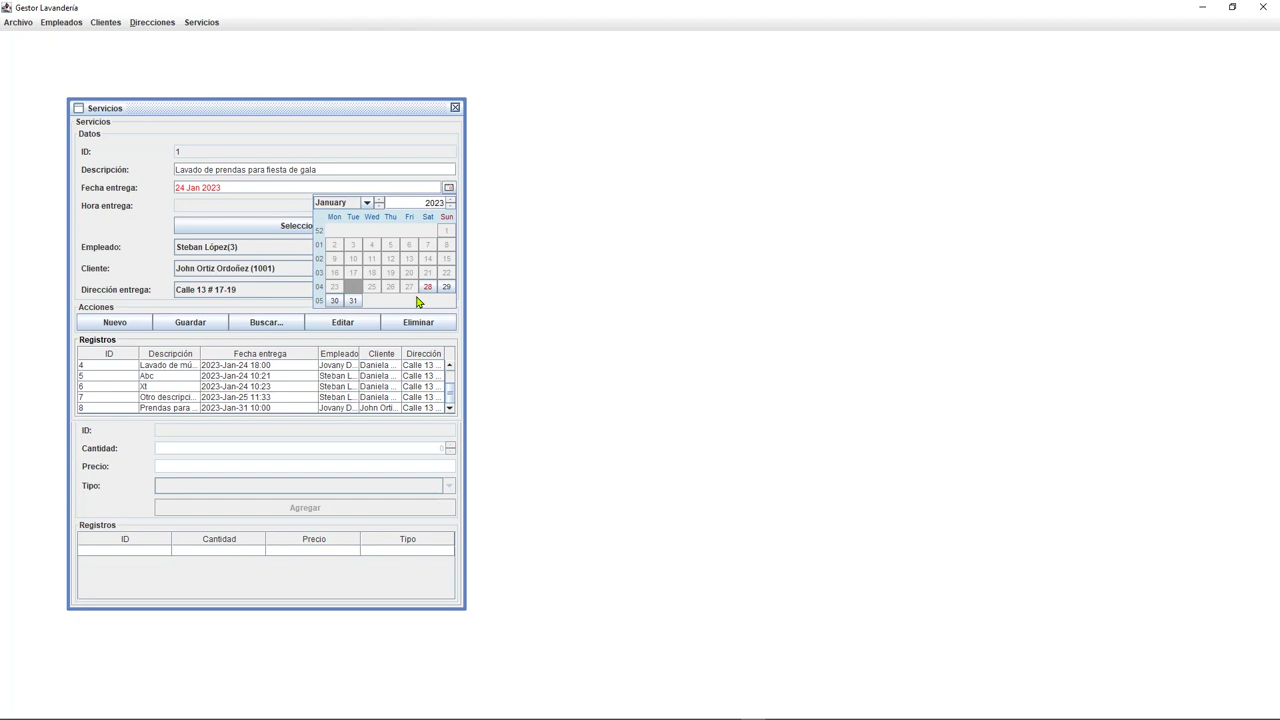 Gestor Lavandería
Archivo Empleados Clientes Direcciones Servicios
Servicios
Servicios
Datos
ID: 1
Descripción: Lavado de prendas para fiesta de gala
Fecha entrega: 24 Jan 2023
Hora entrega:
January 2023
Mon Tue Wed Thu Fri Sat Sun
52 1
01 2 3 4 5 6 7 8
02 9 10 11 12 13 14 15
03 16 17 18 19 20 21 22
04 23 25 26 27 28 29
05 30 31
Seleccio
Empleado: Steban López(3)
Cliente: John Ortiz Ordoñez (1001)
Dirección entrega: Calle 13 # 17-19
Acciones
Nuevo Guardar Buscar... Editar Eliminar
Registros
ID Descripción Fecha entrega Empleado Cliente Dirección
4 Lavado de mú... 2023-Jan-24 18:00 Jovany D... Daniela ... Calle 13 ...
5 Abc 2023-Jan-24 10:21 Steban L... Daniela ... Calle 13 ...
6 Xt 2023-Jan-24 10:23 Steban L... Daniela ... Calle 13 ...
7 Otro descripci... 2023-Jan-25 11:33 Steban L... Daniela ... Calle 13 ...
8 Prendas para ... 2023-Jan-31 10:00 Jovany D... John Orti... Calle 13 ...
ID:
Cantidad: 0
Precio:
Tipo:
Agregar
Registros
ID Cantidad Precio Tipo